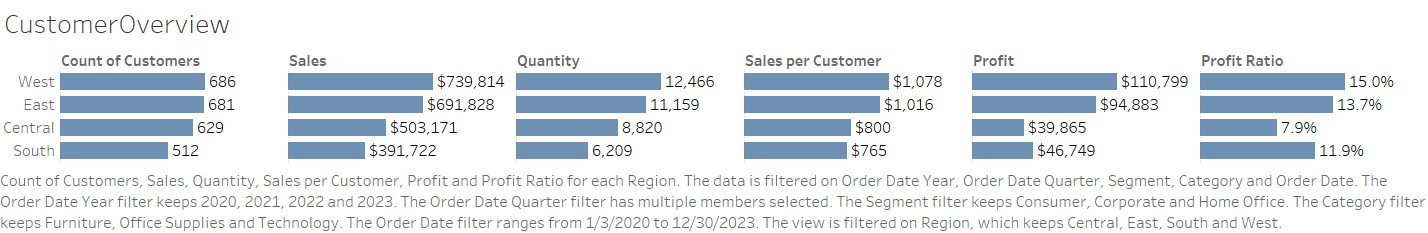 CustomerOverview
Count of Customers Sales Quantity Sales per Customer Profit Profit Ratio
West 686 $739,814 12,466 $1,078 $110,799 15.0%
East 681 $691,828 11,159 $1,016 $94,883 13.7%
Central 629 $503,171 8,820 $800 $39,865 7.9%
South 512 $391,722 6,209 $765 $46,749 11.9%
Count of Customers, Sales, Quantity, Sales per Customer, Profit and Profit Ratio for each Region. The data is filtered on Order Date Year, Order Date Quarter, Segment, Category and Order Date. The
Order Date Year filter keeps 2020, 2021, 2022 and 2023. The Order Date Quarter filter has multiple members selected. The Segment filter keeps Consumer, Corporate and Home Office. The Category filter
keeps Furniture, Office Supplies and Technology. The Order Date filter ranges from 1/3/2020 to 12/30/2023. The view is filtered on Region, which keeps Central, East, South and West.